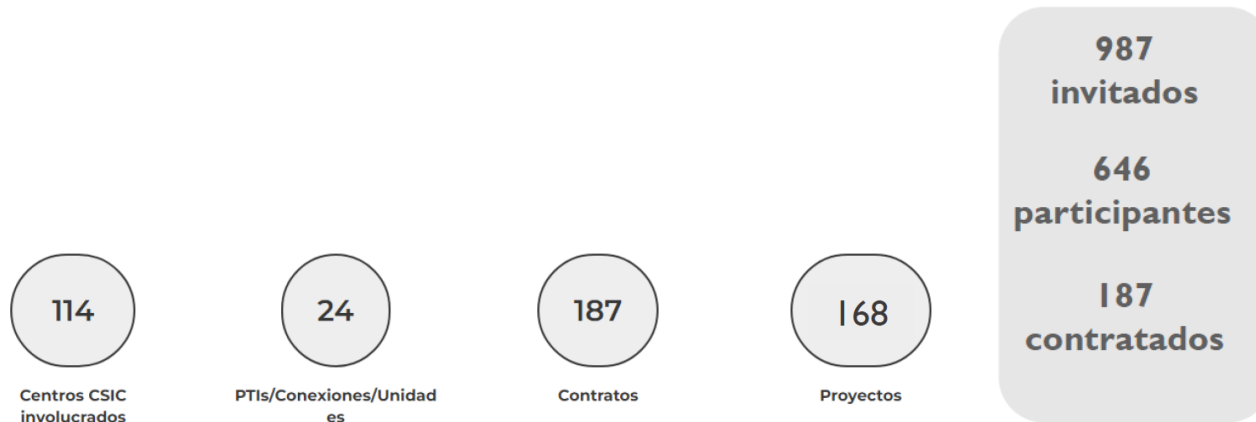 987
invitados
646
participantes
187
contratados
114
24
187
168
Centros CSIC
involucrados
PTIs/Conexiones/Unidad
es
Contratos
Proyectos